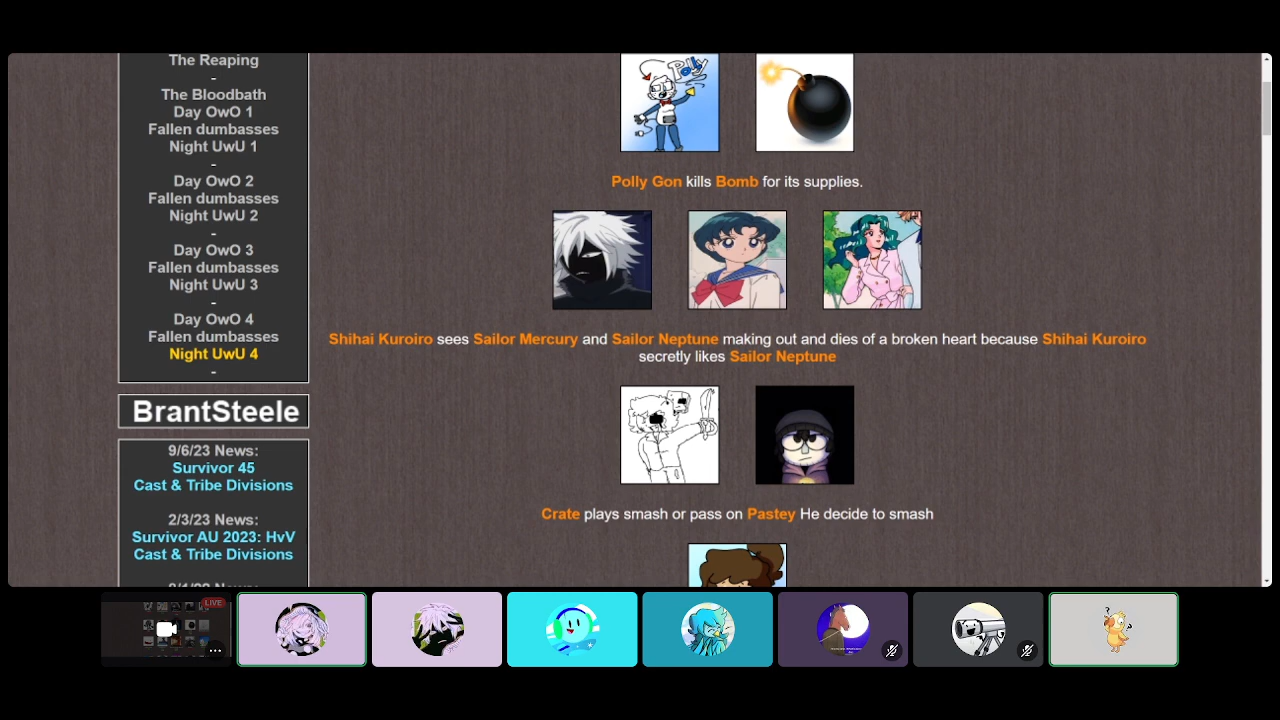 The Reaping
-
The Bloodbath
Day OwO 1
Fallen dumbasses
Night UwU 1
-
Day OwO 2
Fallen dumbasses
Night UwU 2
-
Day OwO 3
Fallen dumbasses
Night UwU 3
-
Day OwO 4
Fallen dumbasses
Night UwU 4
-
BrantSteele
9/6/23 News:
Survivor 45
Cast & Tribe Divisions
2/3/23 News:
Survivor AU 2023: HvV
Cast & Tribe Divisions
Polly
Polly Gon kills Bomb for its supplies.
Shihai Kuroiro sees Sailor Mercury and Sailor Neptune making out and dies of a broken heart because Shihai Kuroiro
secretly likes Sailor Neptune
Crate plays smash or pass on Pastey He decide to smash
LIVE